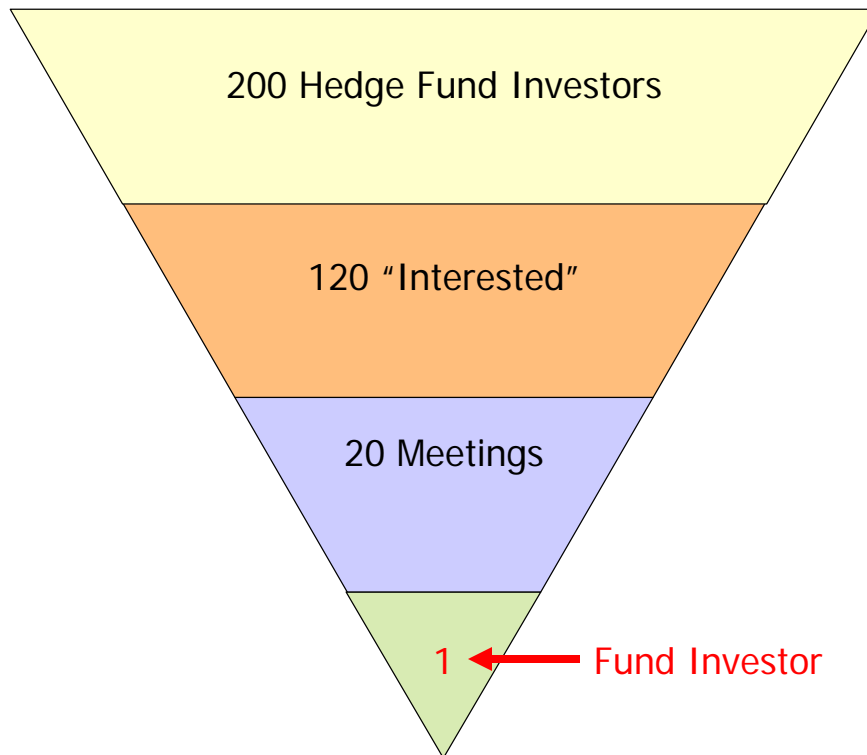 200 Hedge Fund Investors
120 “Interested”
20 Meetings
1 Fund Investor